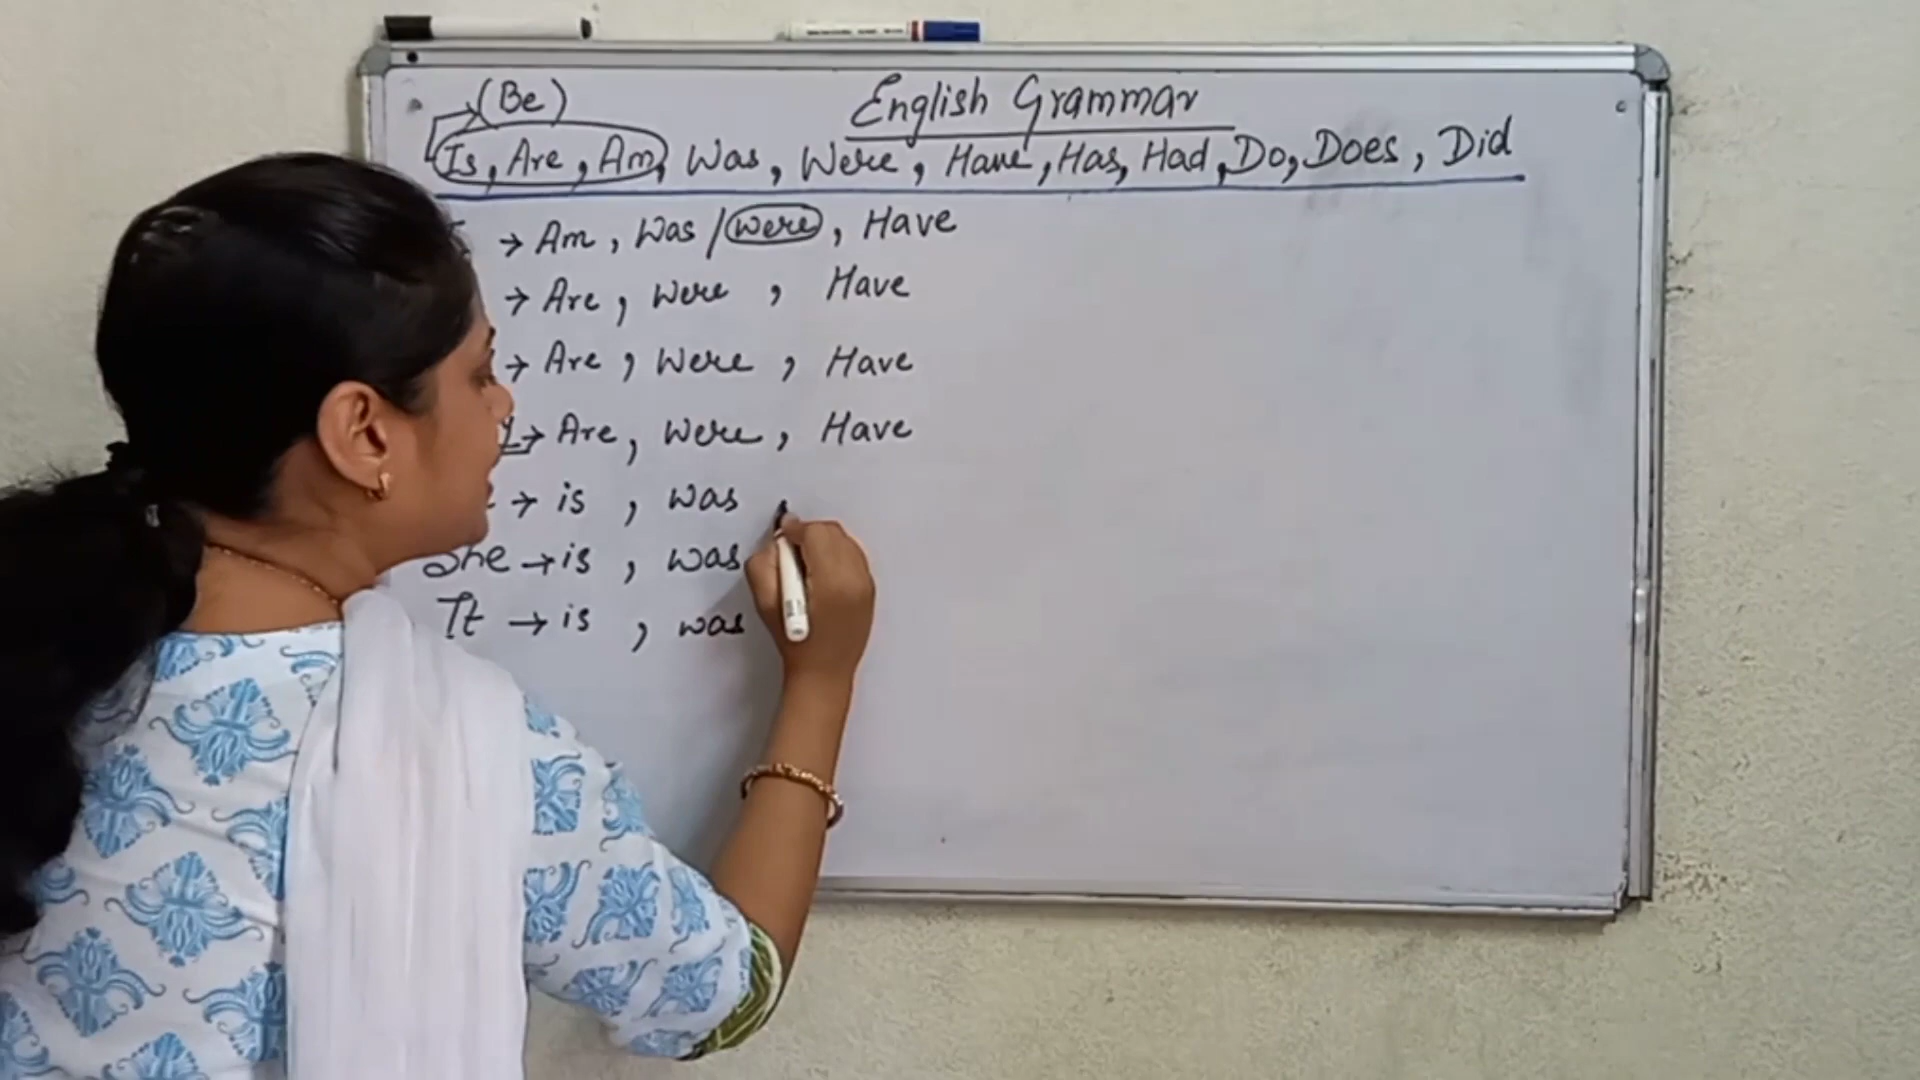 (Be) English Grammar
Is, Are, Am, Was, Were, Have, Has, Had, Do, Does, Did
→ Am, Was / were, Have
→ Are, Were, Have
→ Are, Were, Have
→ Are, Were, Have
→ is, was
She → is, was
It → is, was